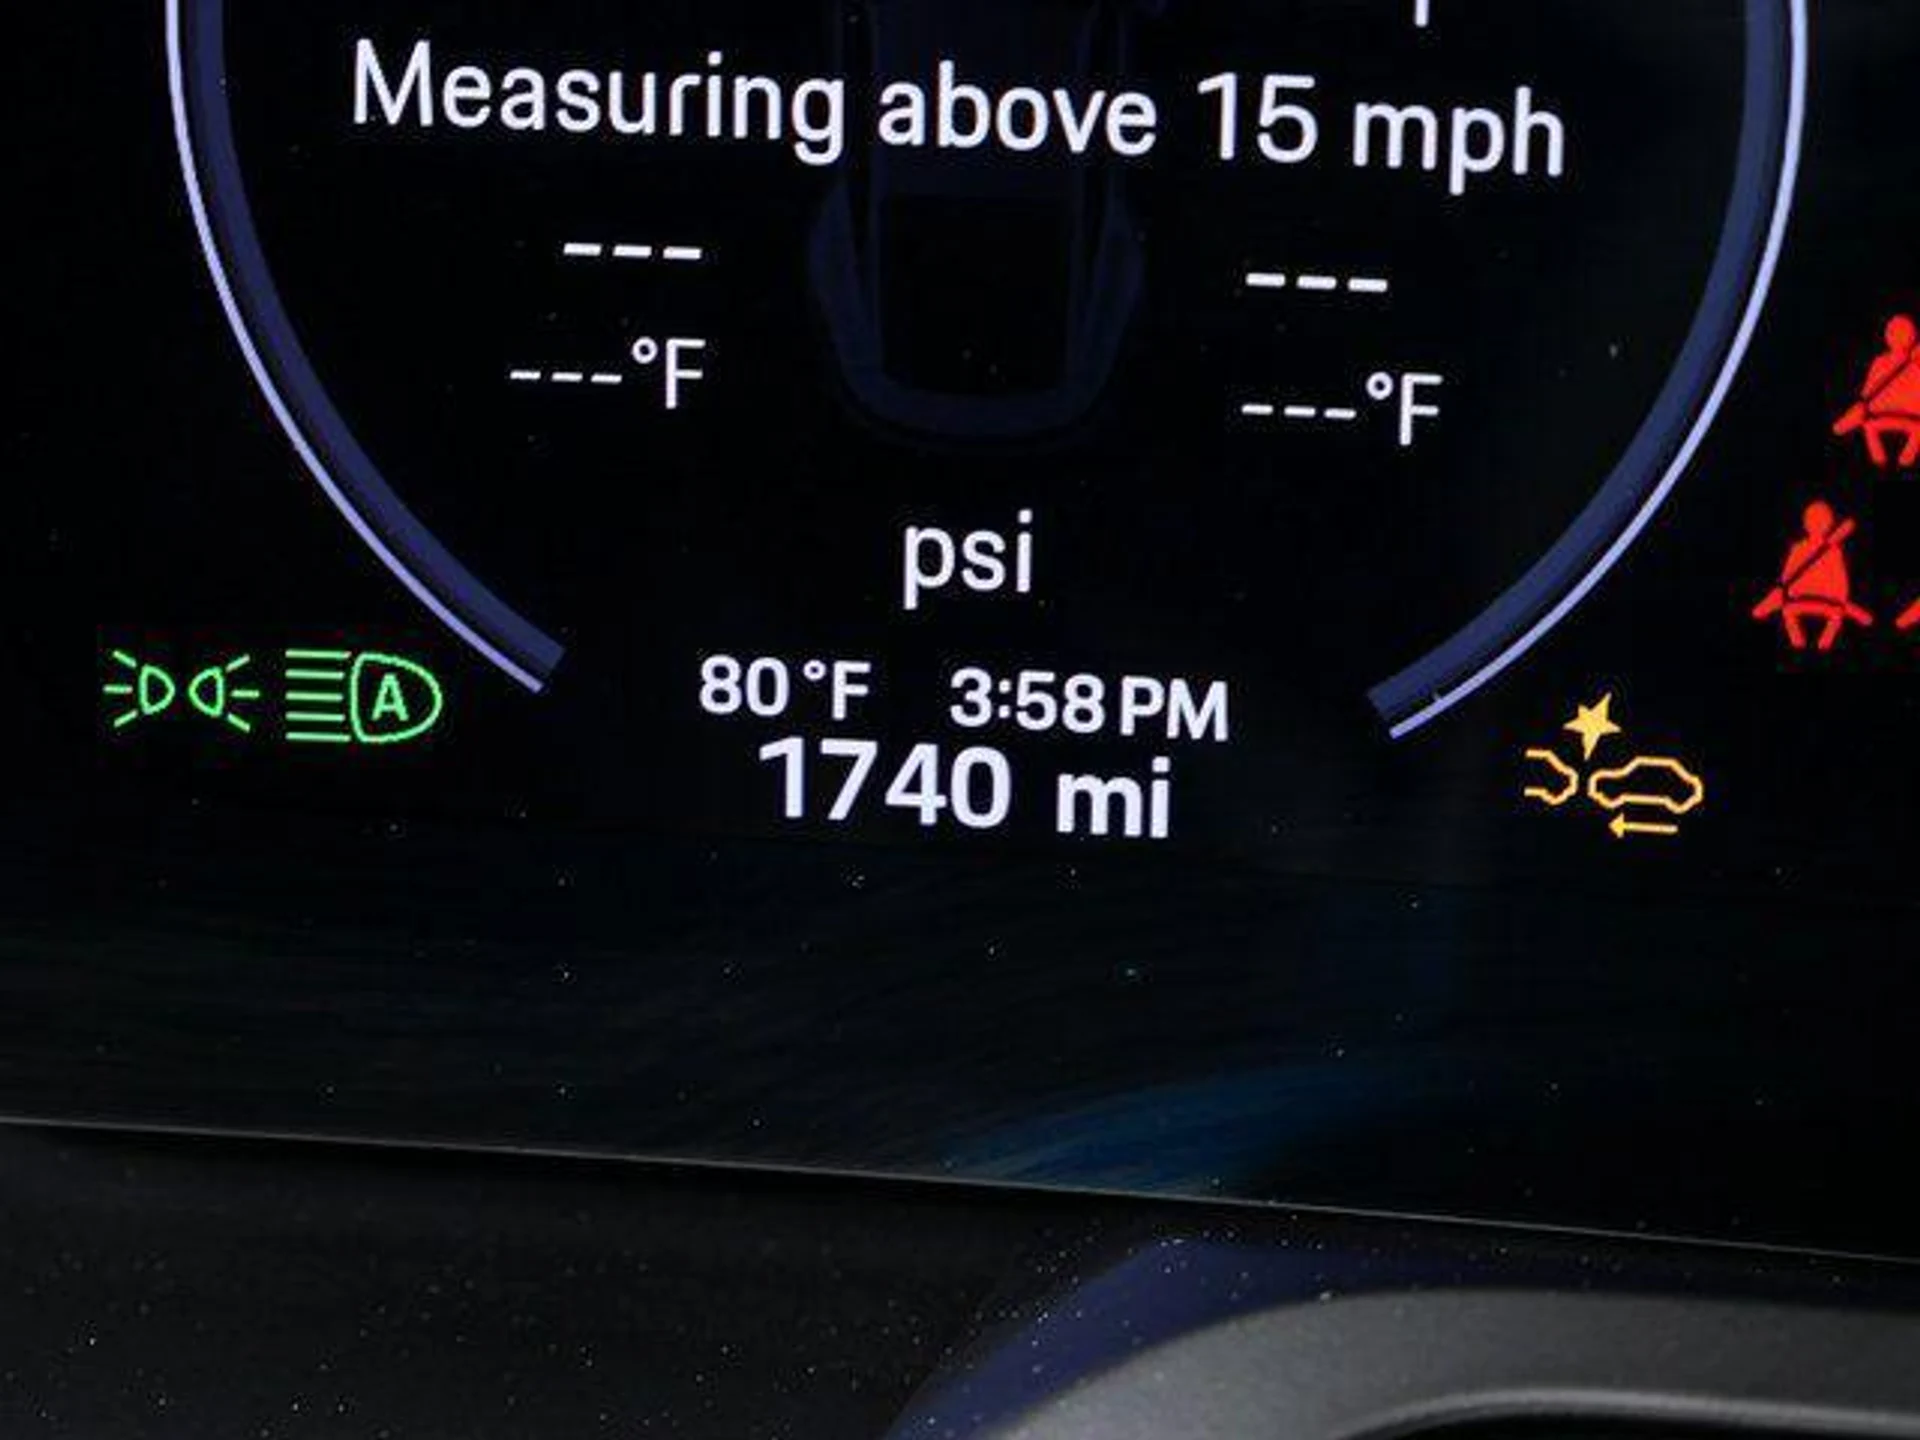 Measuring above 15 mph
--- ---
---°F ---°F
psi
A
80°F 3:58 PM
1740 mi